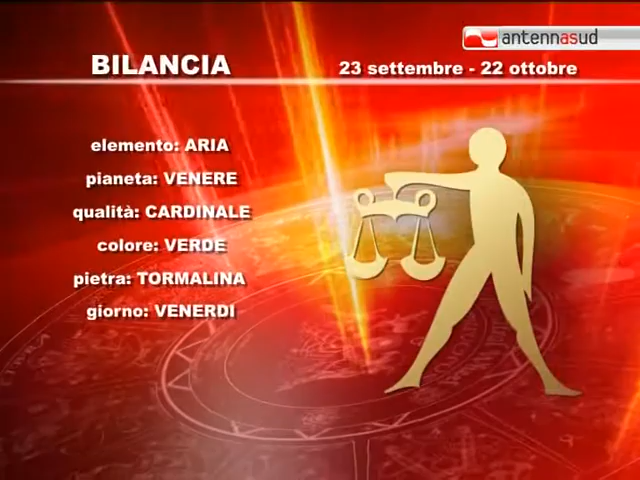 antennasud
BILANCIA
23 settembre - 22 ottobre
elemento: ARIA
pianeta: VENERE
qualità: CARDINALE
colore: VERDE
pietra: TORMALINA
giorno: VENERDI